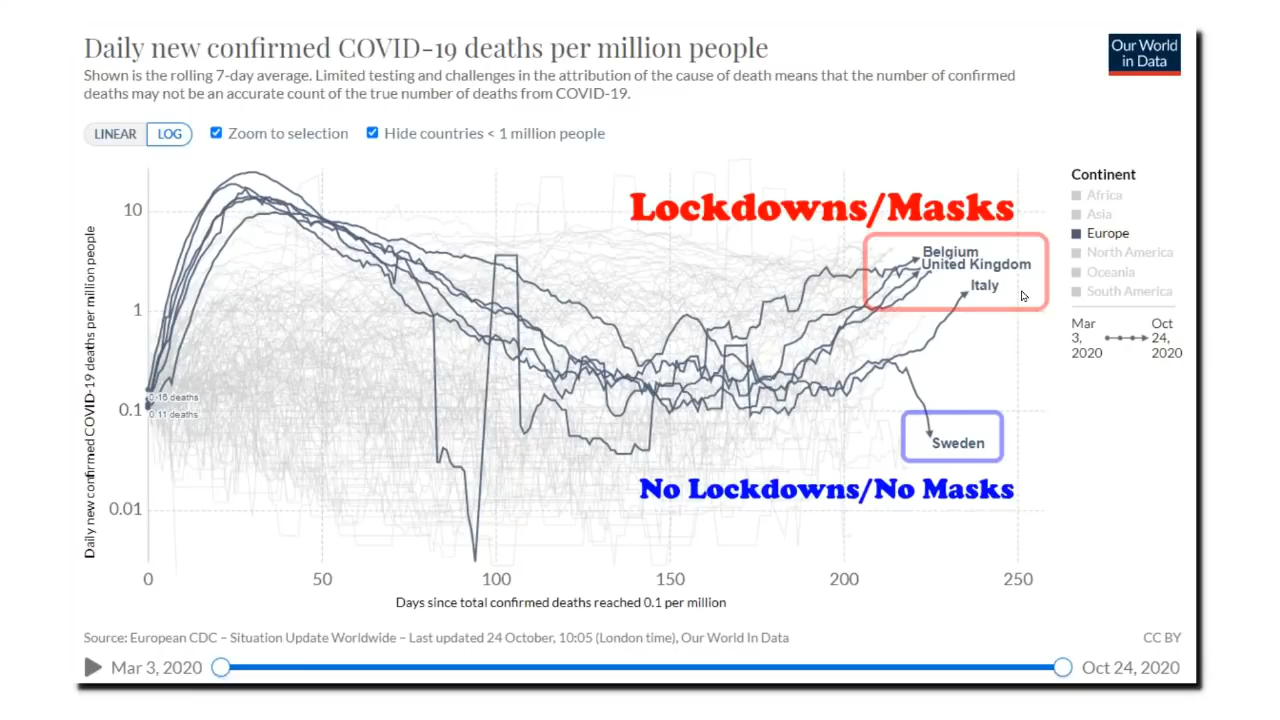 Daily new confirmed COVID-19 deaths per million people
Our World
in Data
Shown is the rolling 7-day average. Limited testing and challenges in the attribution of the cause of death means that the number of confirmed
deaths may not be an accurate count of the true number of deaths from COVID-19.
LINEAR LOG Zoom to selection Hide countries < 1 million people
Daily new confirmed COVID-19 deaths per million people
10
1
0.1
0.01
0.16 deaths
0.11 deaths
Lockdowns/Masks
Belgium
United Kingdom
Italy
Sweden
No Lockdowns/No Masks
Continent
Africa
Asia
Europe
North America
Oceania
South America
Mar
3,
2020
Oct
24,
2020
0 50 100 150 200 250
Days since total confirmed deaths reached 0.1 per million
Source: European CDC – Situation Update Worldwide – Last updated 24 October, 10:05 (London time), Our World In Data
CC BY
Mar 3, 2020
Oct 24, 2020